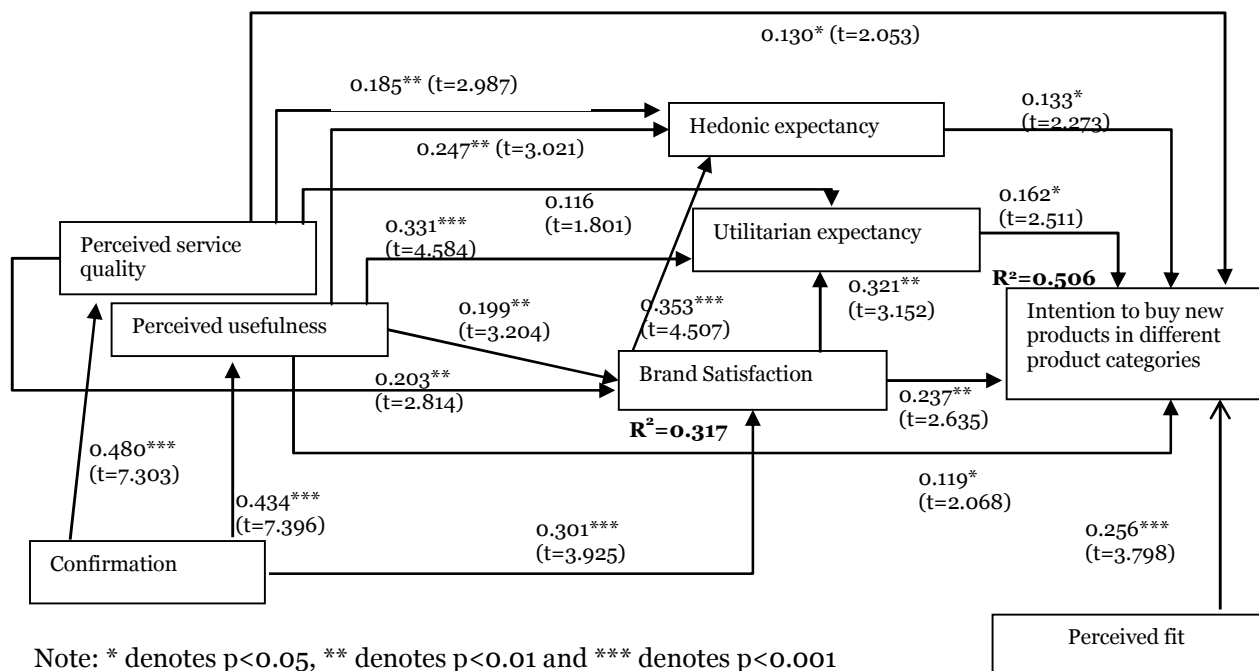 0.130* (t=2.053)
0.185** (t=2.987)
Hedonic expectancy
0.133*
(t=2.273)
0.247** (t=3.021)
0.116
(t=1.801)
0.162*
(t=2.511)
0.331***
(t=4.584)
Utilitarian expectancy
Perceived service
quality
R²=0.506
0.321**
(t=3.152)
0.199**
(t=3.204)
0.353***
(t=4.507)
Perceived usefulness
Intention to buy new
products in different
product categories
Brand Satisfaction
0.203**
(t=2.814)
0.237**
(t=2.635)
R²=0.317
0.480***
(t=7.303)
0.434***
(t=7.396)
0.119*
(t=2.068)
0.301***
(t=3.925)
0.256***
(t=3.798)
Confirmation
Perceived fit
Note: * denotes p<0.05, ** denotes p<0.01 and *** denotes p<0.001